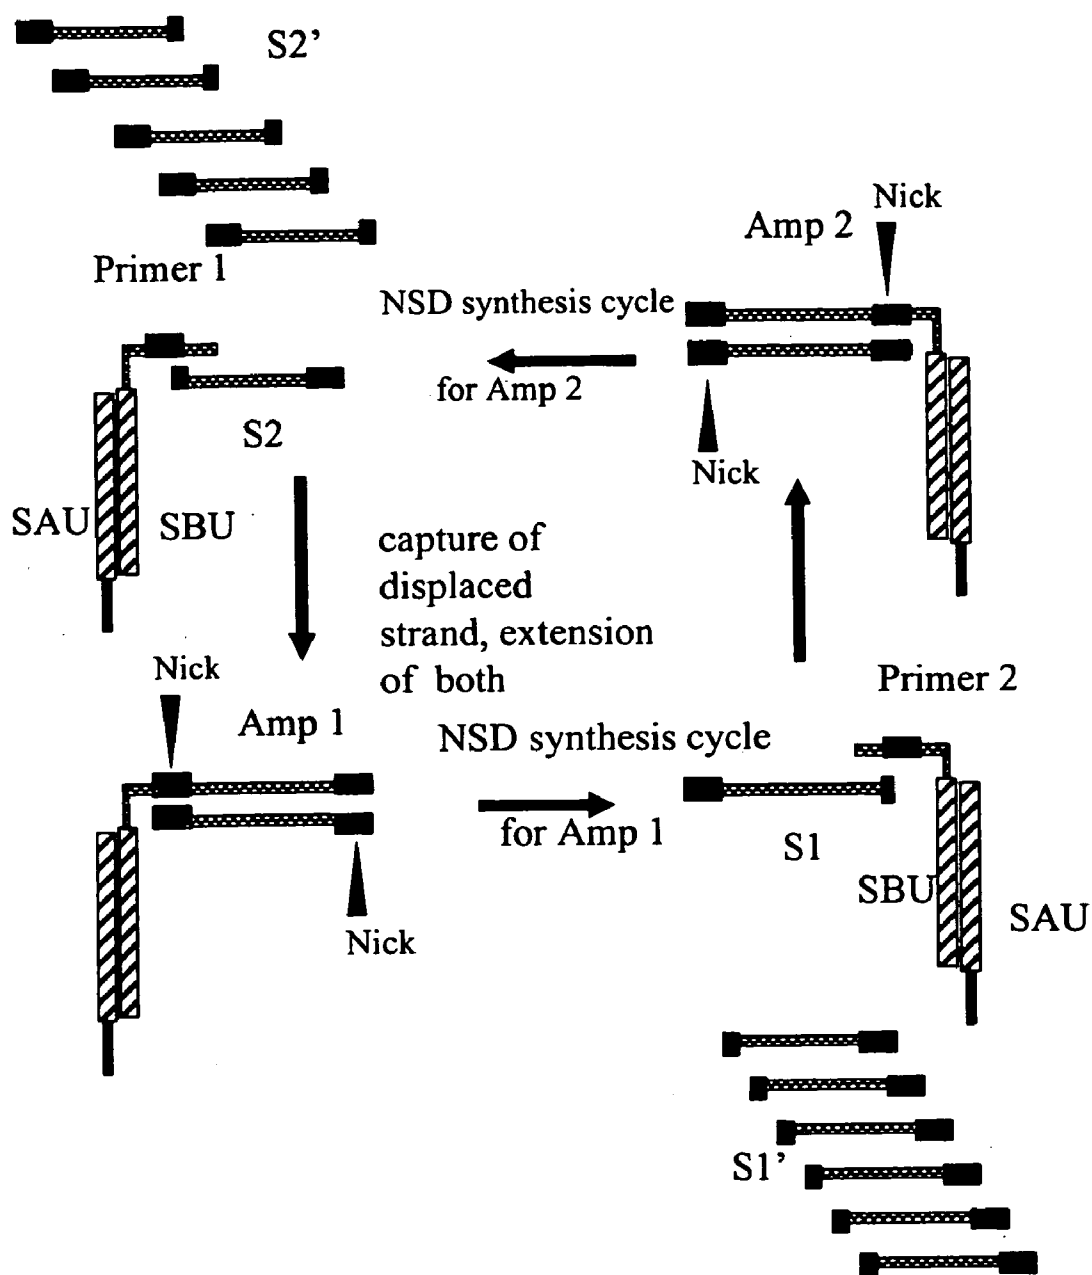 S2’
Nick
Amp 2
Primer 1
NSD synthesis cycle
for Amp 2
S2
Nick
SAU
SBU
capture of
displaced
strand, extension
of both
Nick
Primer 2
Amp 1
NSD synthesis cycle
for Amp 1
S1
SBU
SAU
Nick
S1’